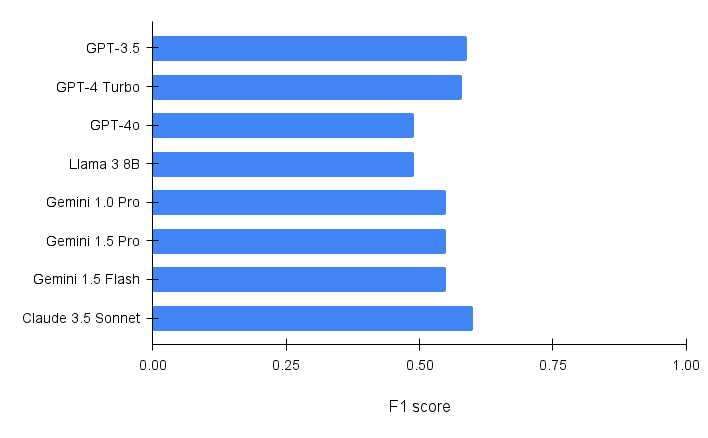 GPT-3.5
GPT-4 Turbo
GPT-4o
Llama 3 8B
Gemini 1.0 Pro
Gemini 1.5 Pro
Gemini 1.5 Flash
Claude 3.5 Sonnet
0.00 0.25 0.50 0.75 1.00
F1 score